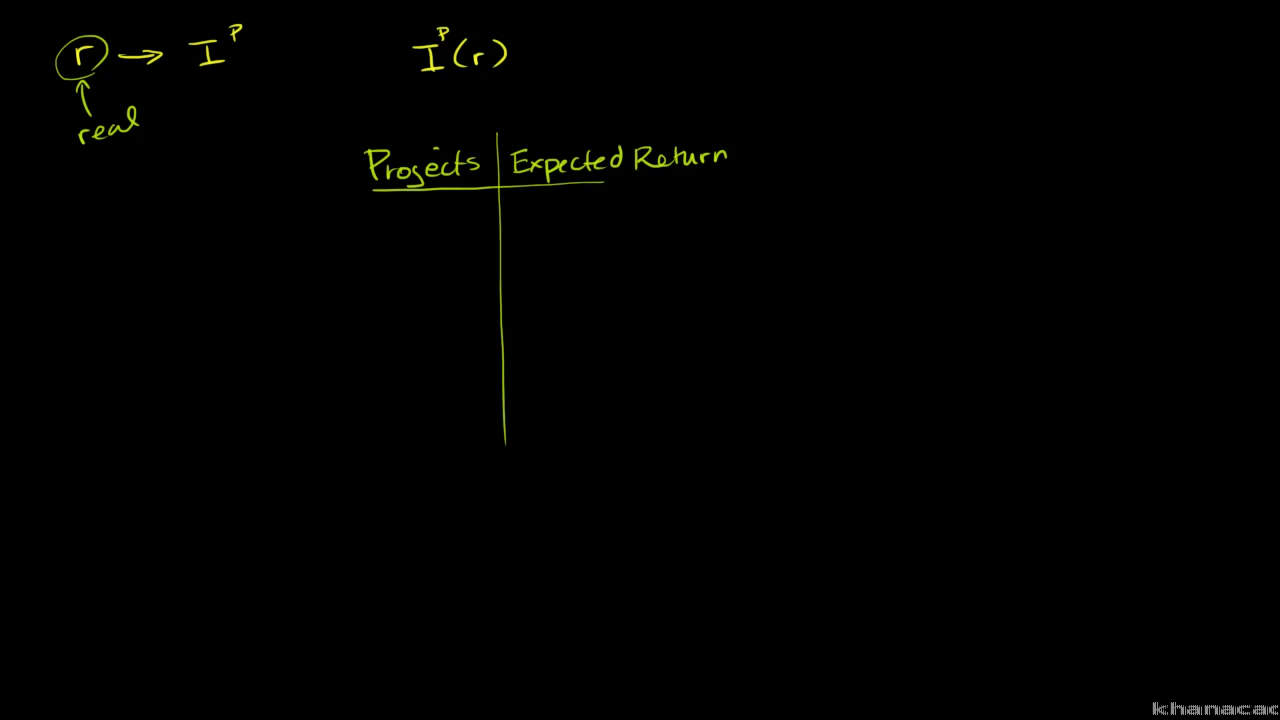 r → I^P
I^P(r)
real
Projects Expected Return
khanacac